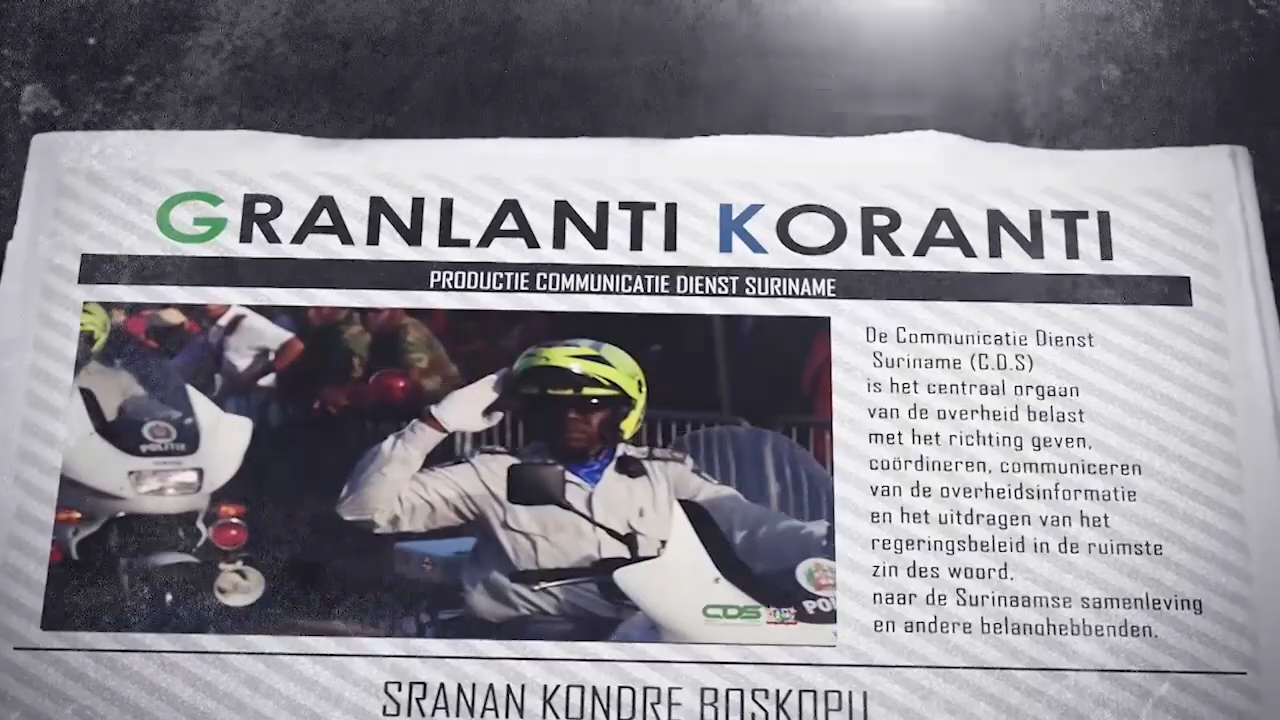 GRANLANTI KORANTI
PRODUCTIE COMMUNICATIE DIENST SURINAME
De Communicatie Dienst
Suriname (C.D.S)
is het centraal orgaan
van de overheid belast
met het richting geven,
coördineren, communiceren
van de overheidsinformatie
en het uitdragen van het
regeringsbeleid in de ruimste
zin des woord,
naar de Surinaamse samenleving
en andere belanghebbenden.
POLITIE
CDS
POL
SRANAN KONDRE BOSKOPU